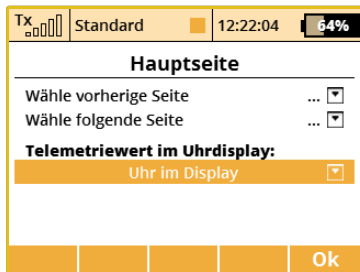 Tx Standard 12:22:04 64%
Hauptseite
Wähle vorherige Seite ...
Wähle folgende Seite ...
Telemetriewert im Uhrdisplay:
Uhr im Display
Ok